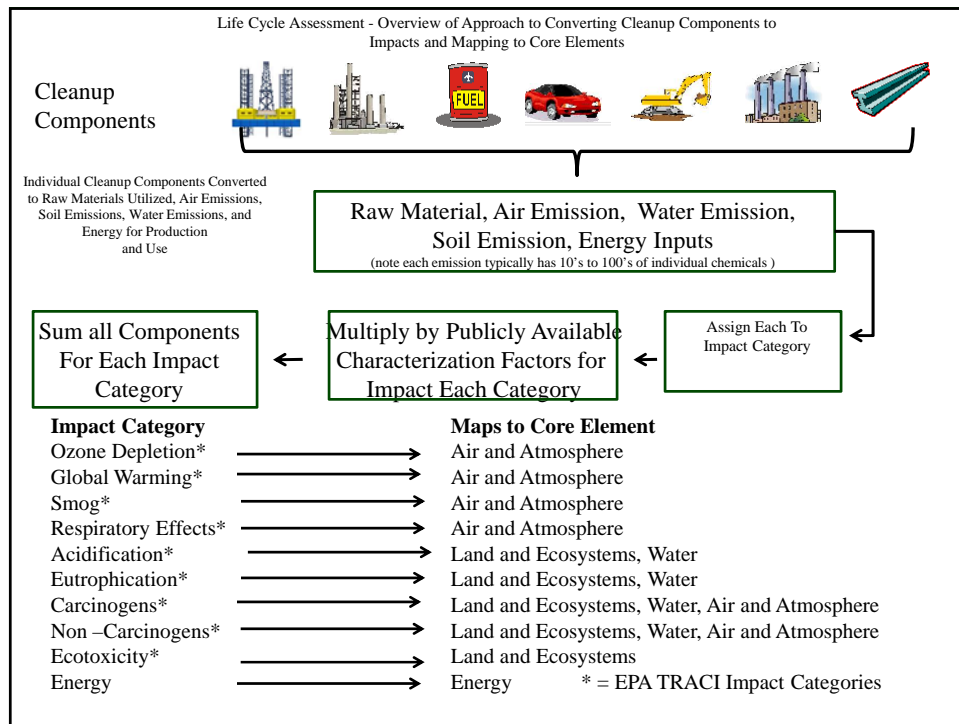 Life Cycle Assessment - Overview of Approach to Converting Cleanup Components to
Impacts and Mapping to Core Elements
Cleanup
Components
FUEL
Individual Cleanup Components Converted
to Raw Materials Utilized, Air Emissions,
Soil Emissions, Water Emissions, and
Energy for Production
and Use
Raw Material, Air Emission, Water Emission,
Soil Emission, Energy Inputs
(note each emission typically has 10's to 100's of individual chemicals )
Sum all Components
For Each Impact
Category
Multiply by Publicly Available
Characterization Factors for
Impact Each Category
Assign Each To
Impact Category
Impact Category Maps to Core Element
Ozone Depletion* Air and Atmosphere
Global Warming* Air and Atmosphere
Smog* Air and Atmosphere
Respiratory Effects* Air and Atmosphere
Acidification* Land and Ecosystems, Water
Eutrophication* Land and Ecosystems, Water
Carcinogens* Land and Ecosystems, Water, Air and Atmosphere
Non –Carcinogens* Land and Ecosystems, Water, Air and Atmosphere
Ecotoxicity* Land and Ecosystems
Energy Energy * = EPA TRACI Impact Categories